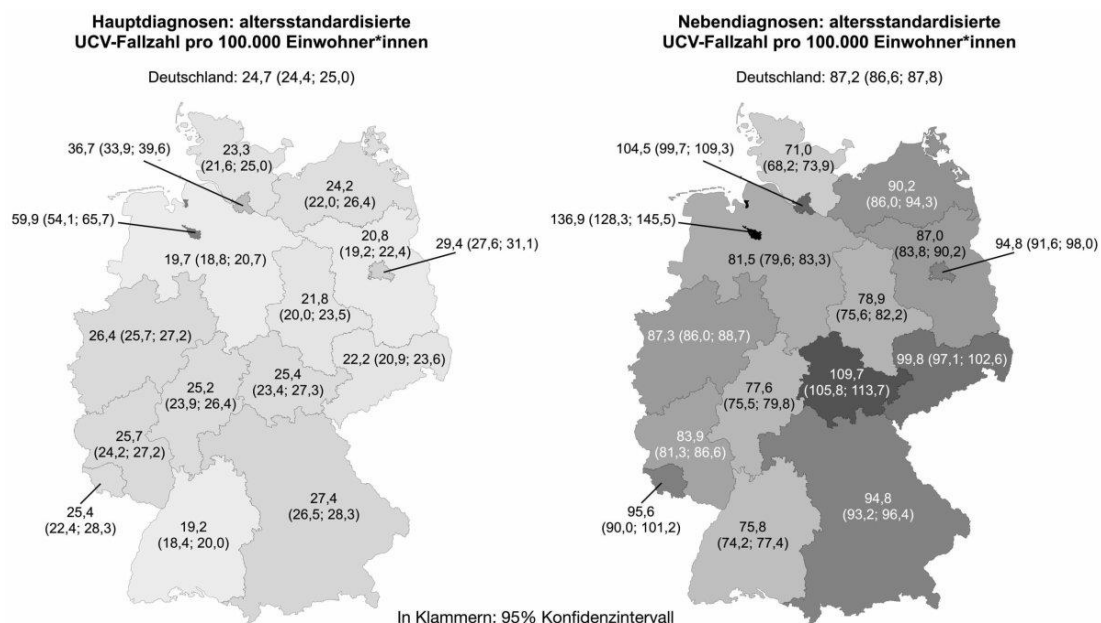 Hauptdiagnosen: altersstandardisierte
UCV-Fallzahl pro 100.000 Einwohner*innen
Deutschland: 24,7 (24,4; 25,0)
36,7 (33,9; 39,6)
23,3
(21,6; 25,0)
24,2
(22,0; 26,4)
59,9 (54,1; 65,7)
20,8
(19,2; 22,4)
29,4 (27,6; 31,1)
19,7 (18,8; 20,7)
21,8
(20,0; 23,5)
26,4 (25,7; 27,2)
22,2 (20,9; 23,6)
25,4
(23,4; 27,3)
25,2
(23,9; 26,4)
25,7
(24,2; 27,2)
25,4
(22,4; 28,3)
27,4
(26,5; 28,3)
19,2
(18,4; 20,0)
Nebendiagnosen: altersstandardisierte
UCV-Fallzahl pro 100.000 Einwohner*innen
Deutschland: 87,2 (86,6; 87,8)
104,5 (99,7; 109,3)
71,0
(68,2; 73,9)
90,2
(86,0; 94,3)
136,9 (128,3; 145,5)
87,0
(83,8; 90,2)
94,8 (91,6; 98,0)
81,5 (79,6; 83,3)
78,9
(75,6; 82,2)
87,3 (86,0; 88,7)
99,8 (97,1; 102,6)
109,7
(105,8; 113,7)
77,6
(75,5; 79,8)
83,9
(81,3; 86,6)
95,6
(90,0; 101,2)
94,8
(93,2; 96,4)
75,8
(74,2; 77,4)
In Klammern: 95% Konfidenzintervall